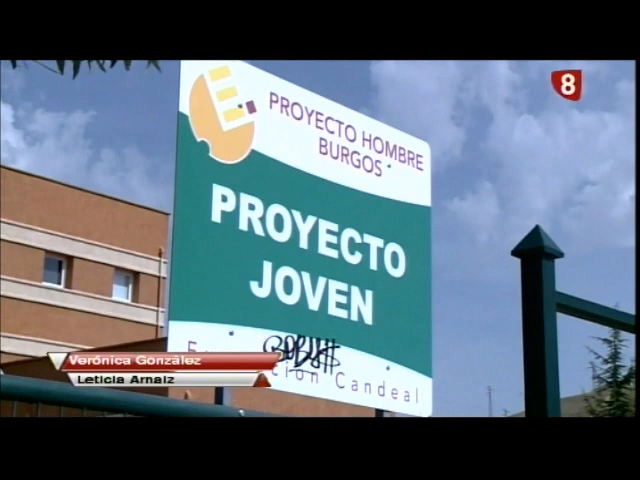 8
PROYECTO HOMBRE
BURGOS
PROYECTO
JOVEN
Candeal
Verónica González
Leticia Arnaiz